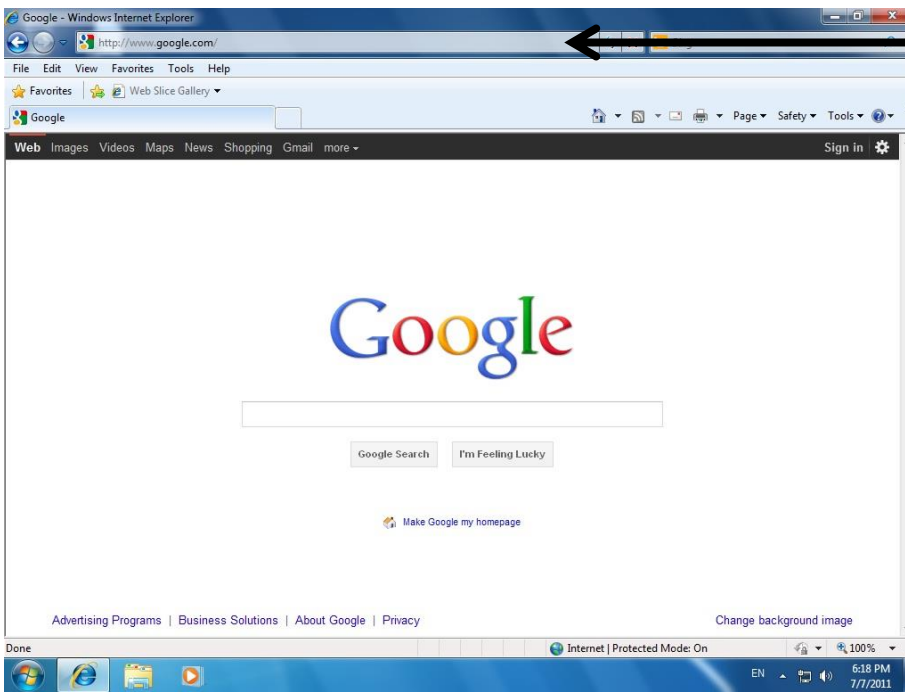 Google - Windows Internet Explorer
http://www.google.com/
File Edit View Favorites Tools Help
Favorites Web Slice Gallery
Google Page Safety Tools
Web Images Videos Maps News Shopping Gmail more Sign in
Google
Google Search I'm Feeling Lucky
Make Google my homepage
Advertising Programs | Business Solutions | About Google | Privacy Change background image
Done Internet | Protected Mode: On 100%
EN 6:18 PM
7/7/2011